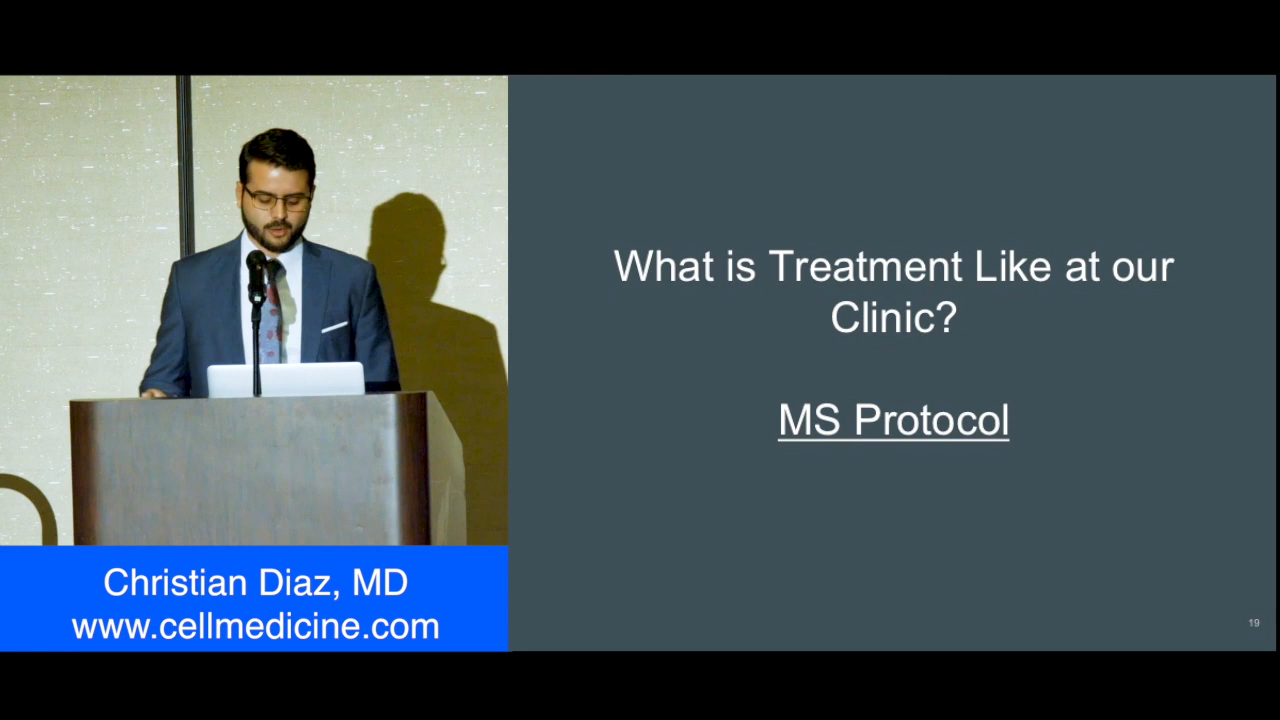 What is Treatment Like at our
Clinic?
MS Protocol
Christian Diaz, MD
www.cellmedicine.com
19